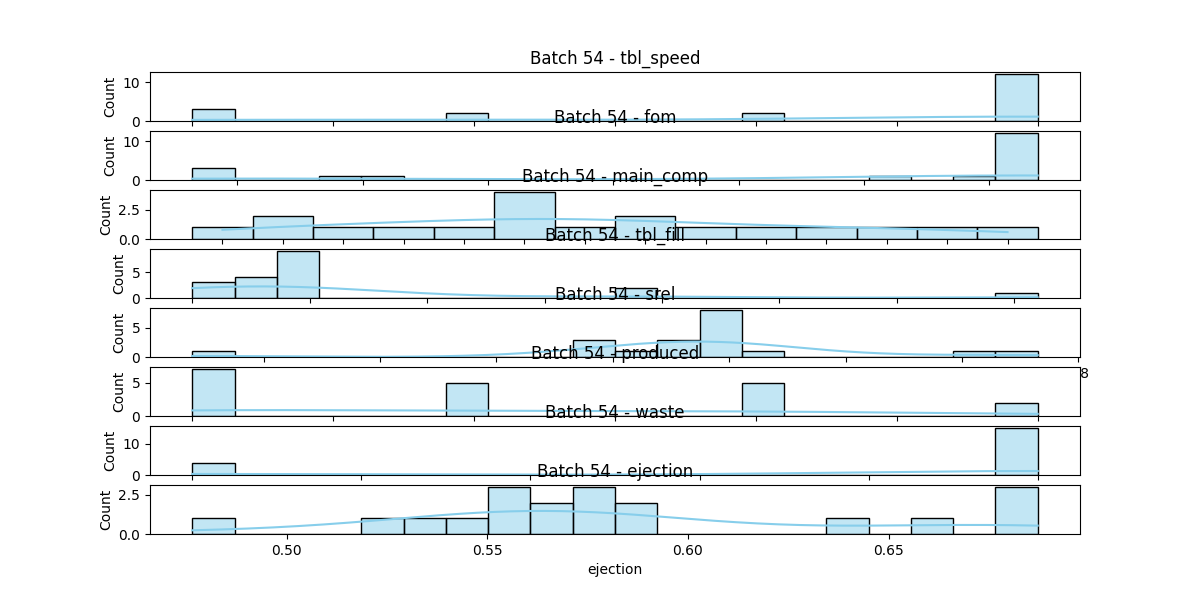 Batch 54 - tbl_speed
10
0
Count
Batch 54 - fom
10
0
Count
Batch 54 - main_comp
2.5
0.0
Count
Batch 54 - tbl_fill
5
0
Count
Batch 54 - srel
5
0
Count
8
Batch 54 - produced
5
0
Count
Batch 54 - waste
10
0
Count
Batch 54 - ejection
2.5
0.0
Count
0.50 0.55 0.60 0.65
ejection